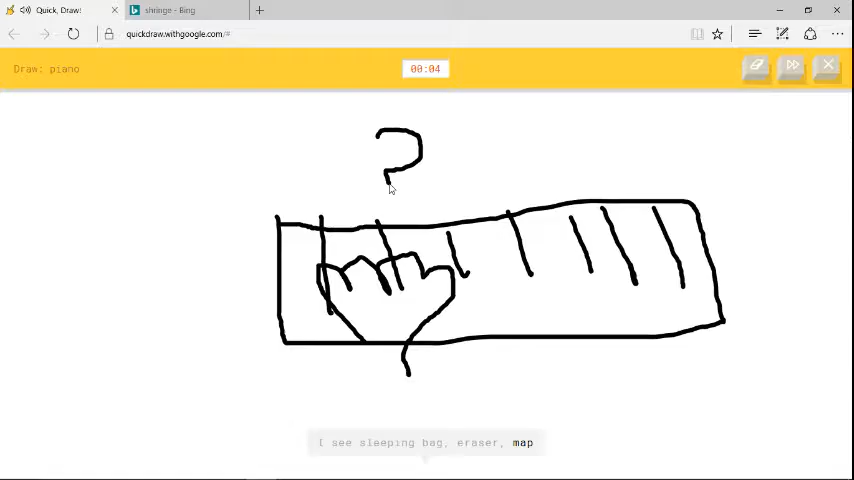 Quick, Draw!
shringe - Bing
quickdraw.withgoogle.com/#
Draw: piano
00:04
?
I see sleeping bag, eraser, map